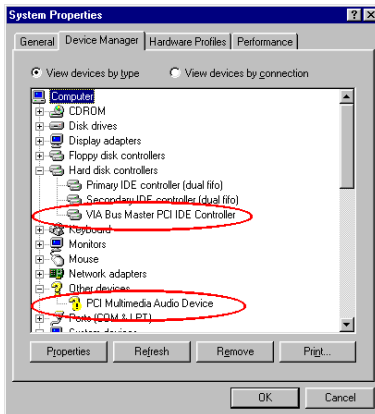 System Properties
General Device Manager Hardware Profiles Performance
View devices by type View devices by connection
Computer
CDROM
Disk drives
Display adapters
Floppy disk controllers
Hard disk controllers
Primary IDE controller (dual fifo)
Secondary IDE controller (dual fifo)
VIA Bus Master PCI IDE Controller
Keyboard
Monitors
Mouse
Network adapters
Other devices
PCI Multimedia Audio Device
Ports (COM & LPT)
System devices
Properties Refresh Remove Print...
OK Cancel